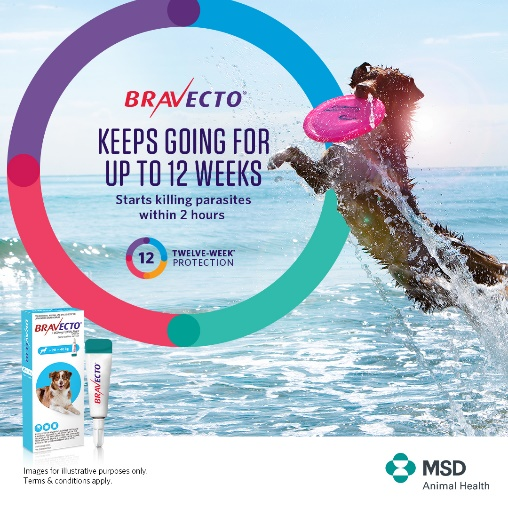 BRAVECTO®
KEEPS GOING FOR
UP TO 12 WEEKS
Starts killing parasites
within 2 hours
12
TWELVE-WEEK®
PROTECTION
BRAVECTO
BRAVECTO
Images for illustrative purposes only.
Terms & conditions apply.
MSD
Animal Health